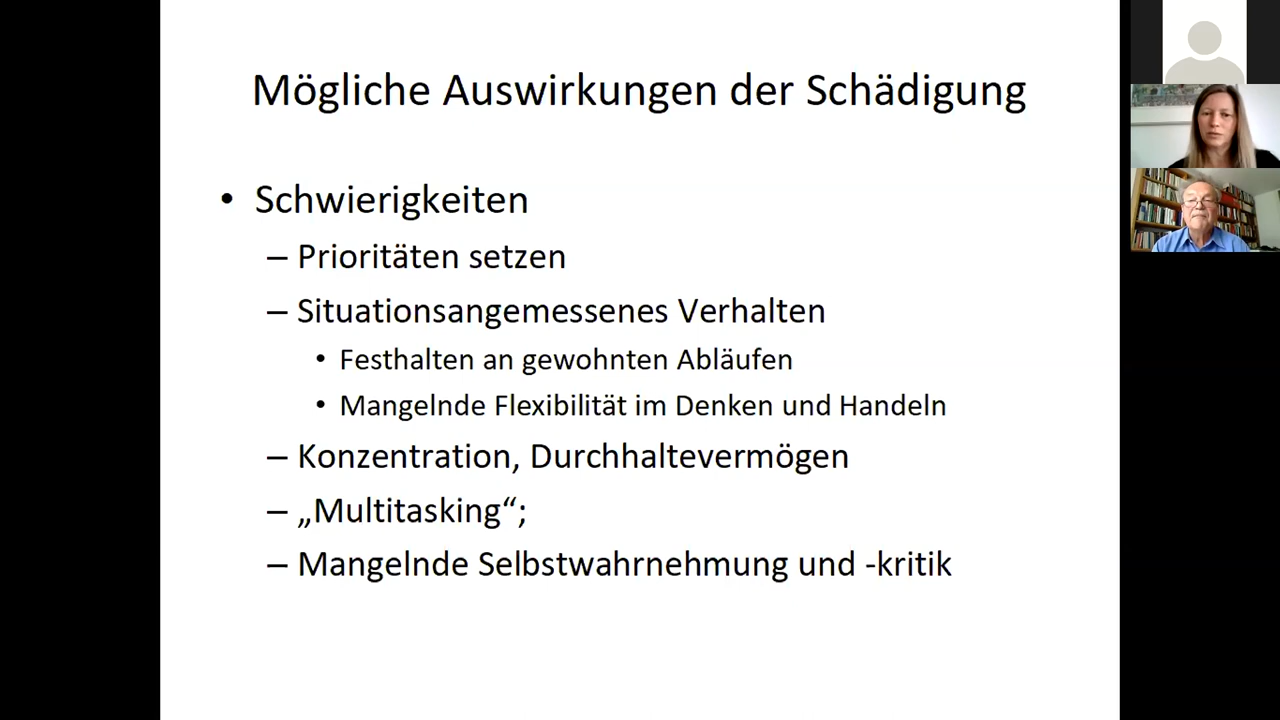 Mögliche Auswirkungen der Schädigung
• Schwierigkeiten
– Prioritäten setzen
– Situationsangemessenes Verhalten
• Festhalten an gewohnten Abläufen
• Mangelnde Flexibilität im Denken und Handeln
– Konzentration, Durchhaltevermögen
– „Multitasking“;
– Mangelnde Selbstwahrnehmung und -kritik